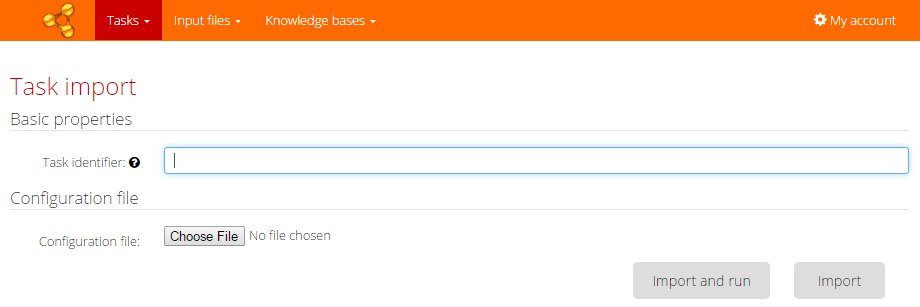 Tasks Input files Knowledge bases My account
Task import
Basic properties
Task identifier:
Configuration file
Configuration file: Choose File No file chosen
Import and run Import